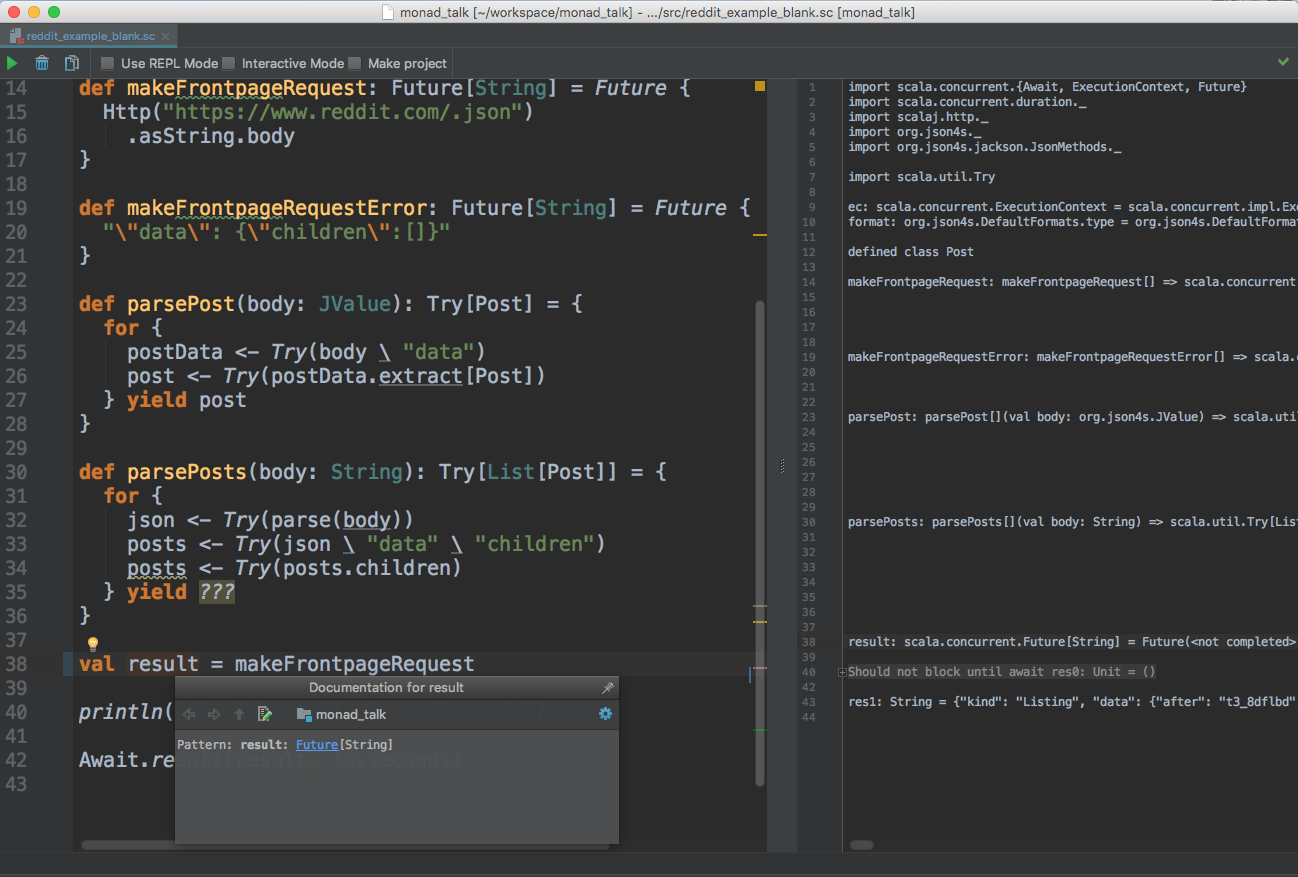 monad_talk [~/workspace/monad_talk] - .../src/reddit_example_blank.sc [monad_talk]
reddit_example_blank.sc
Use REPL Mode Interactive Mode Make project
14 def makeFrontpageRequest: Future[String] = Future {
15 Http("https://www.reddit.com/.json")
16 .asString.body
17 }
18
19 def makeFrontpageRequestError: Future[String] = Future {
20 "\"data\": {\"children\":[]}"
21 }
22
23 def parsePost(body: JValue): Try[Post] = {
24 for {
25 postData <- Try(body \ "data")
26 post <- Try(postData.extract[Post])
27 } yield post
28 }
29
30 def parsePosts(body: String): Try[List[Post]] = {
31 for {
32 json <- Try(parse(body))
33 posts <- Try(json \ "data" \ "children")
34 posts <- Try(posts.children)
35 } yield ???
36 }
37
38 val result = makeFrontpageRequest
39
40 println(
41
42 Await.re
43
Documentation for result
monad_talk
Pattern: result: Future[String]
1 import scala.concurrent.{Await, ExecutionContext, Future}
2 import scala.concurrent.duration._
3 import scalaj.http._
4 import org.json4s._
5 import org.json4s.jackson.JsonMethods._
6
7 import scala.util.Try
8
9 ec: scala.concurrent.ExecutionContext = scala.concurrent.impl.Exe
10 format: org.json4s.DefaultFormats.type = org.json4s.DefaultFormat
11
12 defined class Post
13
14 makeFrontpageRequest: makeFrontpageRequest[] => scala.concurrent
15
16
17
18
19 makeFrontpageRequestError: makeFrontpageRequestError[] => scala.
20
21
22
23 parsePost: parsePost[](val body: org.json4s.JValue) => scala.util
24
25
26
27
28
29
30 parsePosts: parsePosts[](val body: String) => scala.util.Try[List
31
32
33
34
35
36
37
38 result: scala.concurrent.Future[String] = Future(<not completed>
39
40 Should not block until await res0: Unit = ()
42
43 res1: String = {"kind": "Listing", "data": {"after": "t3_8dflbd"
44